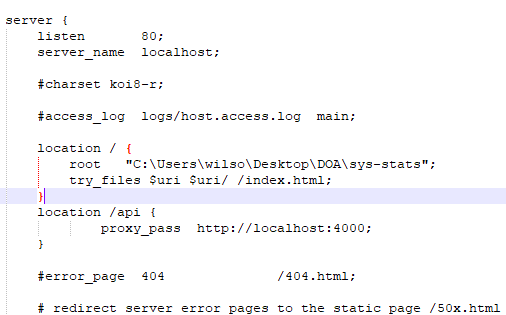 server {
listen 80;
server_name localhost;
#charset koi8-r;
#access_log logs/host.access.log main;
location / {
root "C:\Users\wilso\Desktop\DOA\sys-stats";
try_files $uri $uri/ /index.html;
}
location /api {
proxy_pass http://localhost:4000;
}
#error_page 404 /404.html;
# redirect server error pages to the static page /50x.html